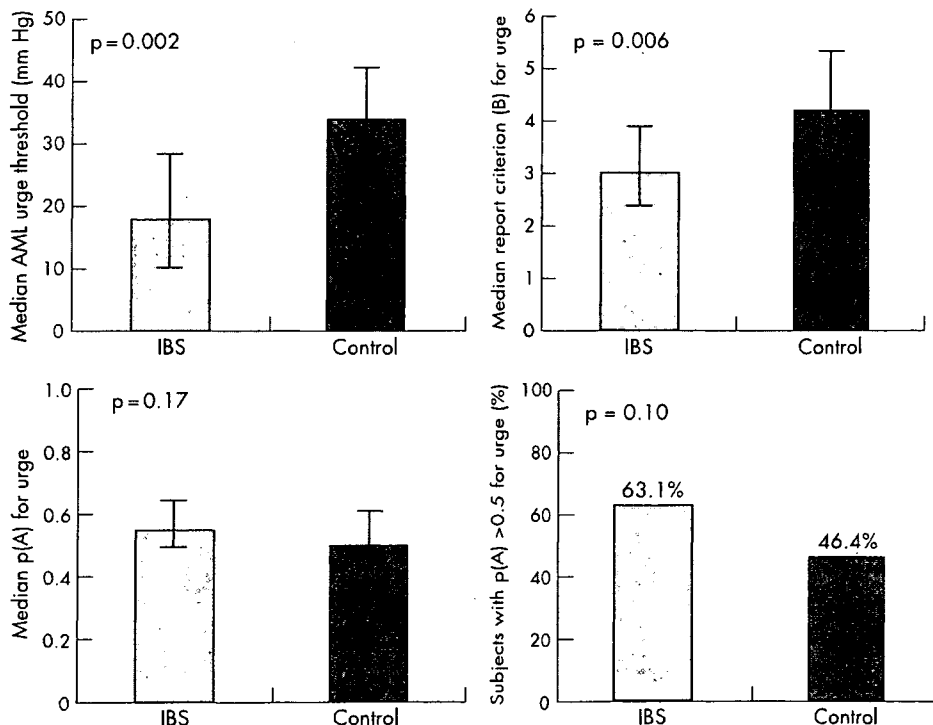 Median AML urge threshold (mm Hg)
50
40
30
20
10
0
p=0.002
IBS
Control
Median report criterion (B) for urge
6
5
4
3
2
1
0
p = 0.006
IBS
Control
Median p(A) for urge
1.0
0.8
0.6
0.4
0.2
0
p=0.17
IBS
Control
Subjects with p(A) >0.5 for urge (%)
100
80
60
40
20
0
p = 0.10
63.1%
46.4%
IBS
Control